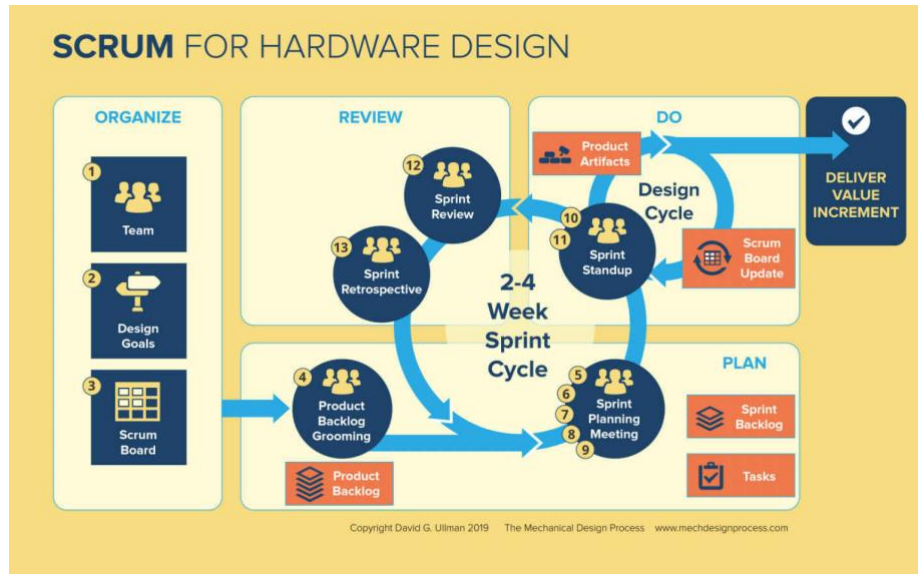 SCRUM FOR HARDWARE DESIGN
ORGANIZE
1
Team
2
Design
Goals
3
Scrum
Board
REVIEW
12
Sprint
Review
13
Sprint
Retrospective
DO
Product
Artifacts
Design
Cycle
10
11
Sprint
Standup
Scrum
Board
Update
DELIVER
VALUE
INCREMENT
2-4
Week
Sprint
Cycle
PLAN
4
Product
Backlog
Grooming
Product
Backlog
5
6
7
8
9
Sprint
Planning
Meeting
Sprint
Backlog
Tasks
Copyright David G. Ullman 2019 The Mechanical Design Process www.mechdesignprocess.com